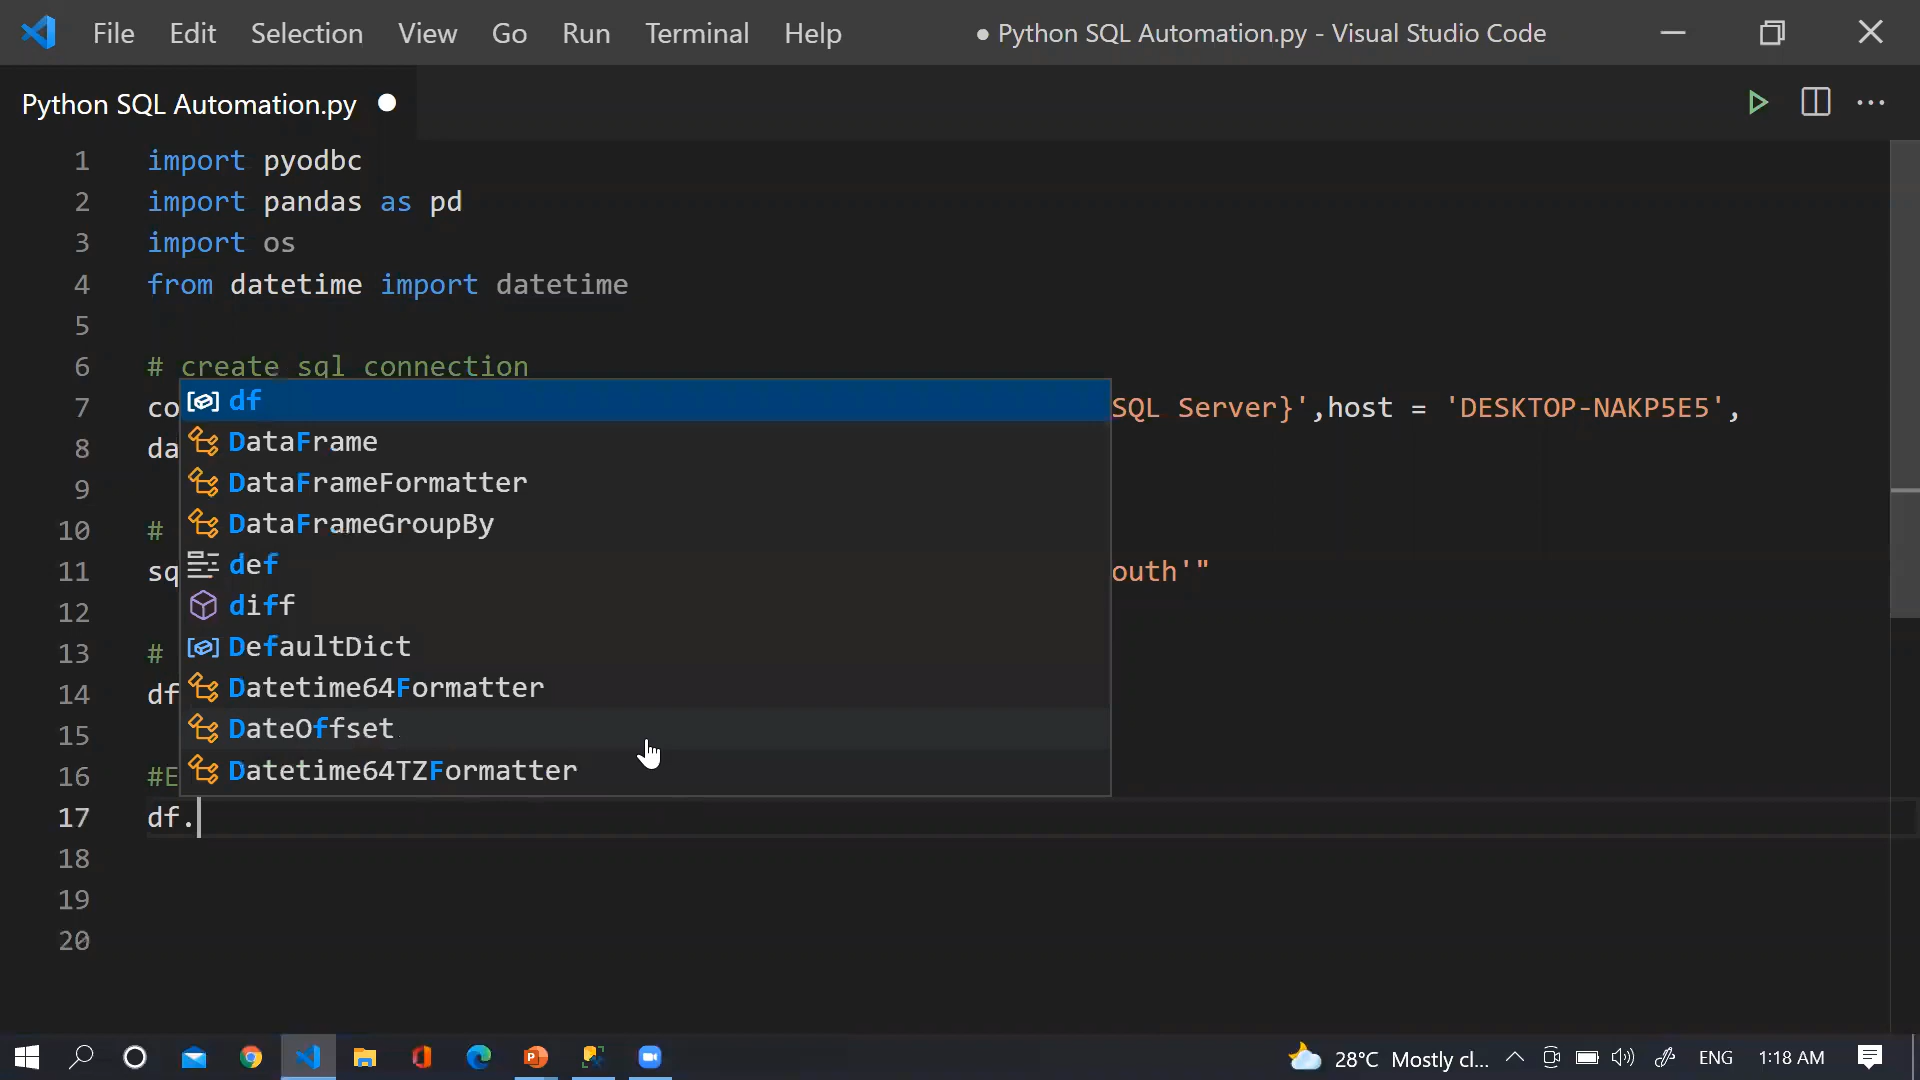 File Edit Selection View Go Run Terminal Help ● Python SQL Automation.py - Visual Studio Code
Python SQL Automation.py
1 import pyodbc
2 import pandas as pd
3 import os
4 from datetime import datetime
5
6 # create sql connection
7 co SQL Server}',host = 'DESKTOP-NAKP5E5',
8 da
9
10 #
11 sq outh'"
12
13 #
14 df
15
16 #E
17 df.
18
19
20
df
DataFrame
DataFrameFormatter
DataFrameGroupBy
def
diff
DefaultDict
Datetime64Formatter
DateOffset
Datetime64TZFormatter
28°C Mostly cl... ENG 1:18 AM